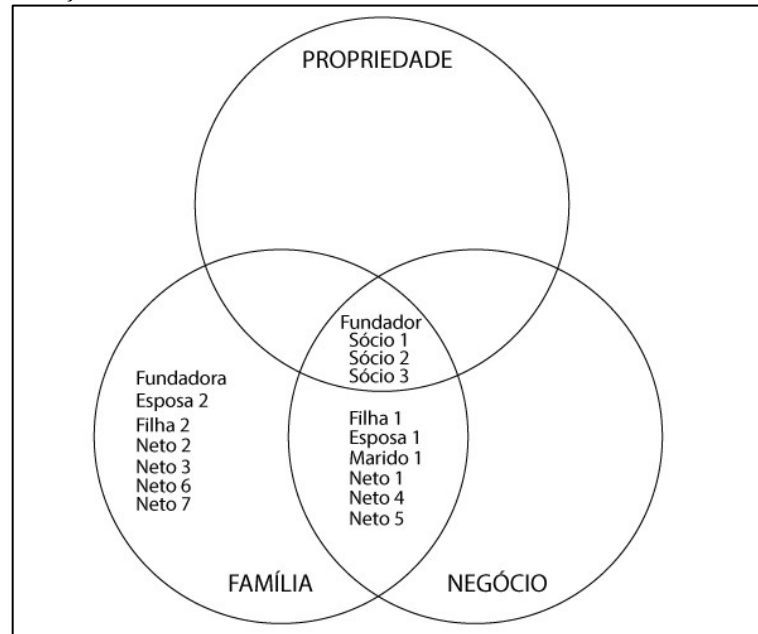 PROPRIEDADE
Fundador
Sócio 1
Sócio 2
Sócio 3
Fundadora
Esposa 2
Filha 2
Neto 2
Neto 3
Neto 6
Neto 7
Filha 1
Esposa 1
Marido 1
Neto 1
Neto 4
Neto 5
FAMÍLIA
NEGÓCIO